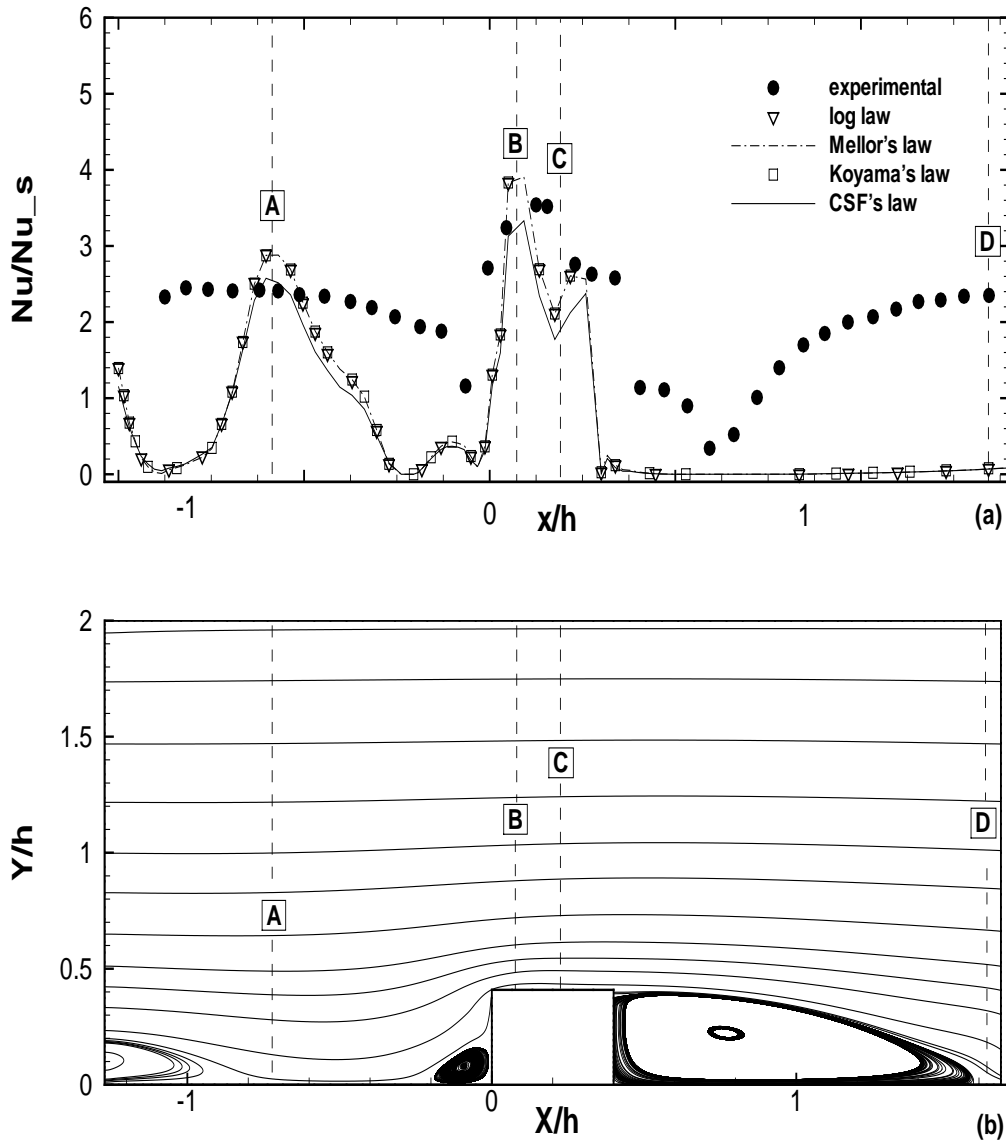 6
5
4
3
2
1
0
Nu/Nu_s
A
B
C
D
experimental
log law
Mellor's law
Koyama's law
CSF's law
-1
0
1
x/h
(a)
2
1.5
1
0.5
0
Y/h
A
B
C
D
-1
0
1
X/h
(b)